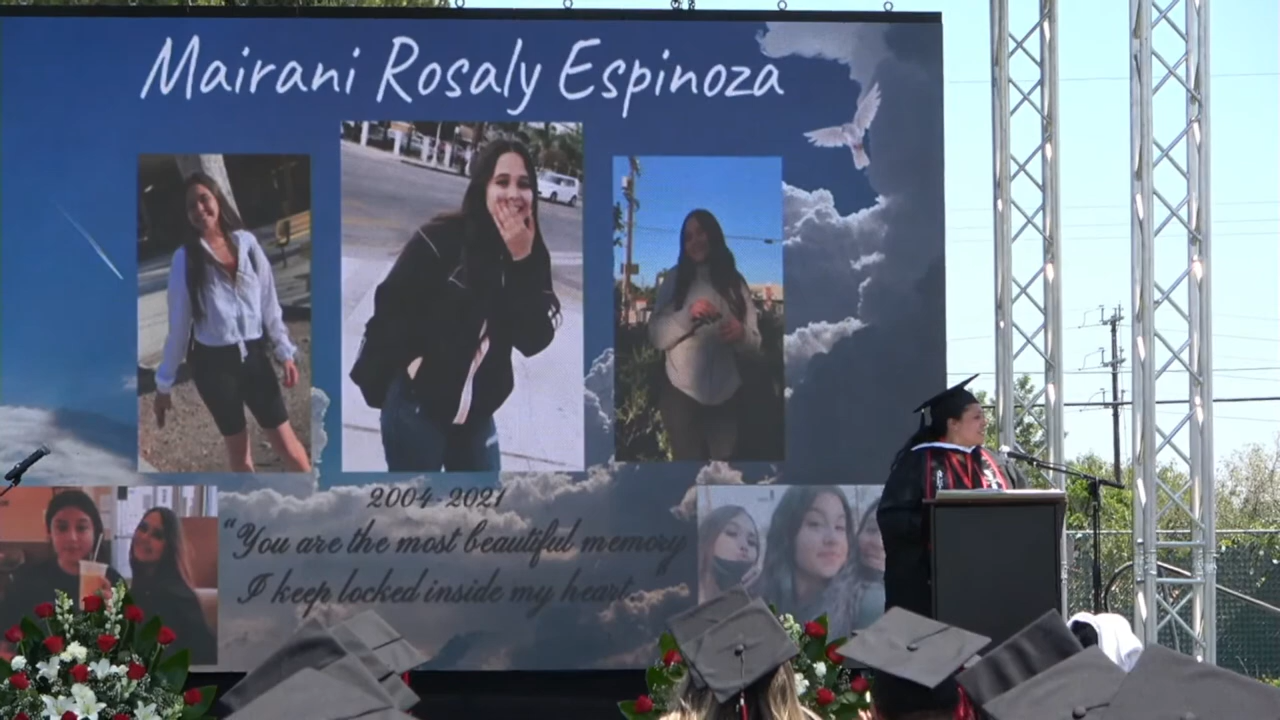 Mairani Rosaly Espinoza
2004-2021
"You are the most beautiful memory
I keep locked inside my heart.